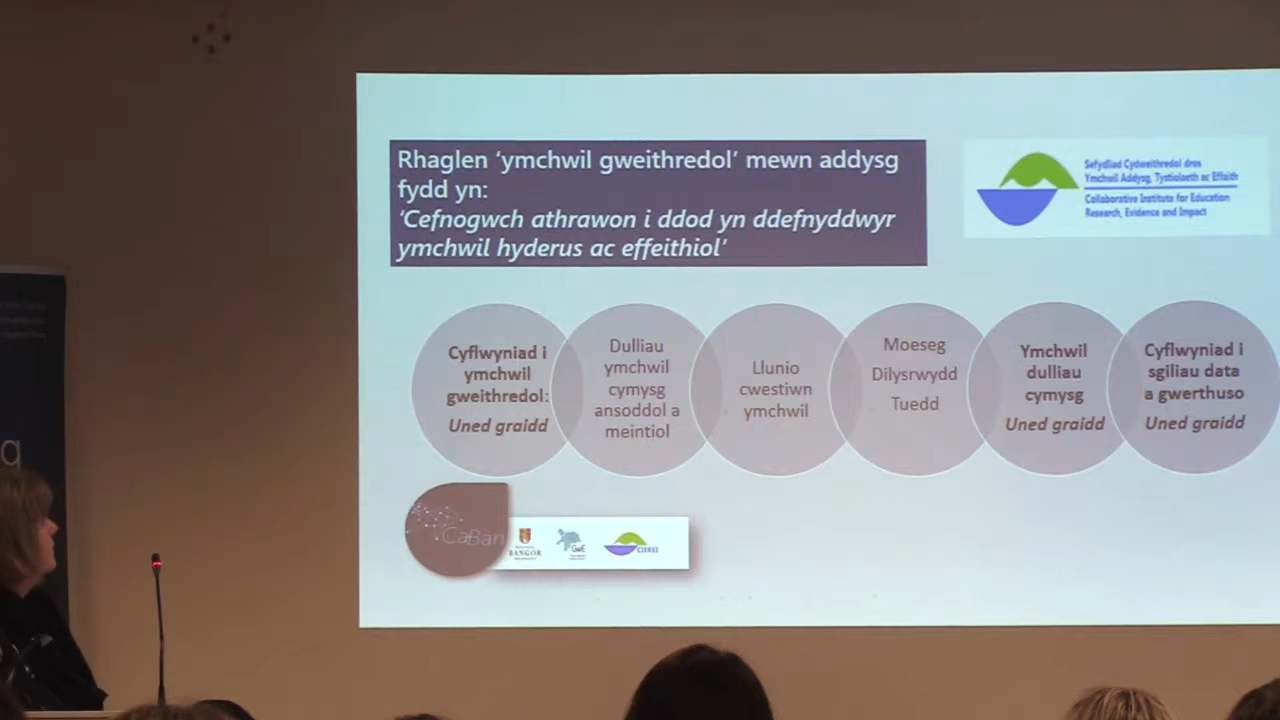 Rhaglen ‘ymchwil gweithredol’ mewn addysg
fydd yn:
‘Cefnogwch athrawon i ddod yn ddefnyddwyr
ymchwil hyderus ac effeithiol’
Sefydliad Cydweithredol dros
Ymchwil Addysg, Tystiolaeth ac Effaith
Collaborative Institute for Education
Research, Evidence and Impact
Cyflwyniad i
ymchwil
gweithredol:
Uned graidd
Dulliau
ymchwil
cymysg
ansoddol a
meintiol
Llunio
cwestiwn
ymchwil
Moeseg
Dilysrwydd
Tuedd
Ymchwil
dulliau
cymysg
Uned graidd
Cyflwyniad i
sgiliau data
a gwerthuso
Uned graidd
CaBan
BANGOR
GwE
CIEREI
q